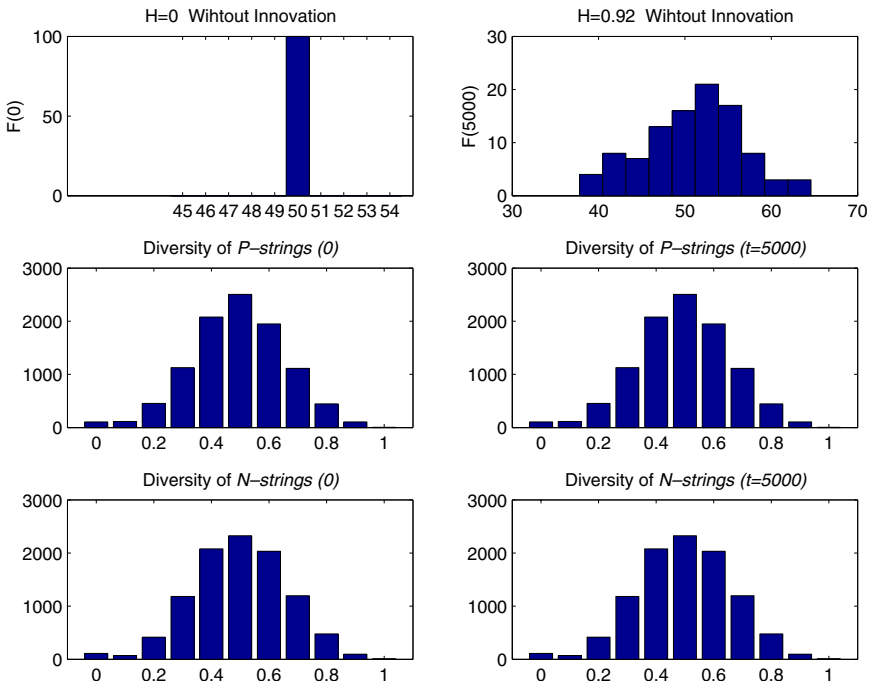 H=0 Wihtout Innovation
H=0.92 Wihtout Innovation
100
50
0
F(0)
45 46 47 48 49 50 51 52 53 54
30
20
10
0
F(5000)
30 40 50 60 70
Diversity of P–strings (0)
Diversity of P–strings (t=5000)
3000
2000
1000
0
0 0.2 0.4 0.6 0.8 1
3000
2000
1000
0
0 0.2 0.4 0.6 0.8 1
Diversity of N–strings (0)
Diversity of N–strings (t=5000)
3000
2000
1000
0
0 0.2 0.4 0.6 0.8 1
3000
2000
1000
0
0 0.2 0.4 0.6 0.8 1